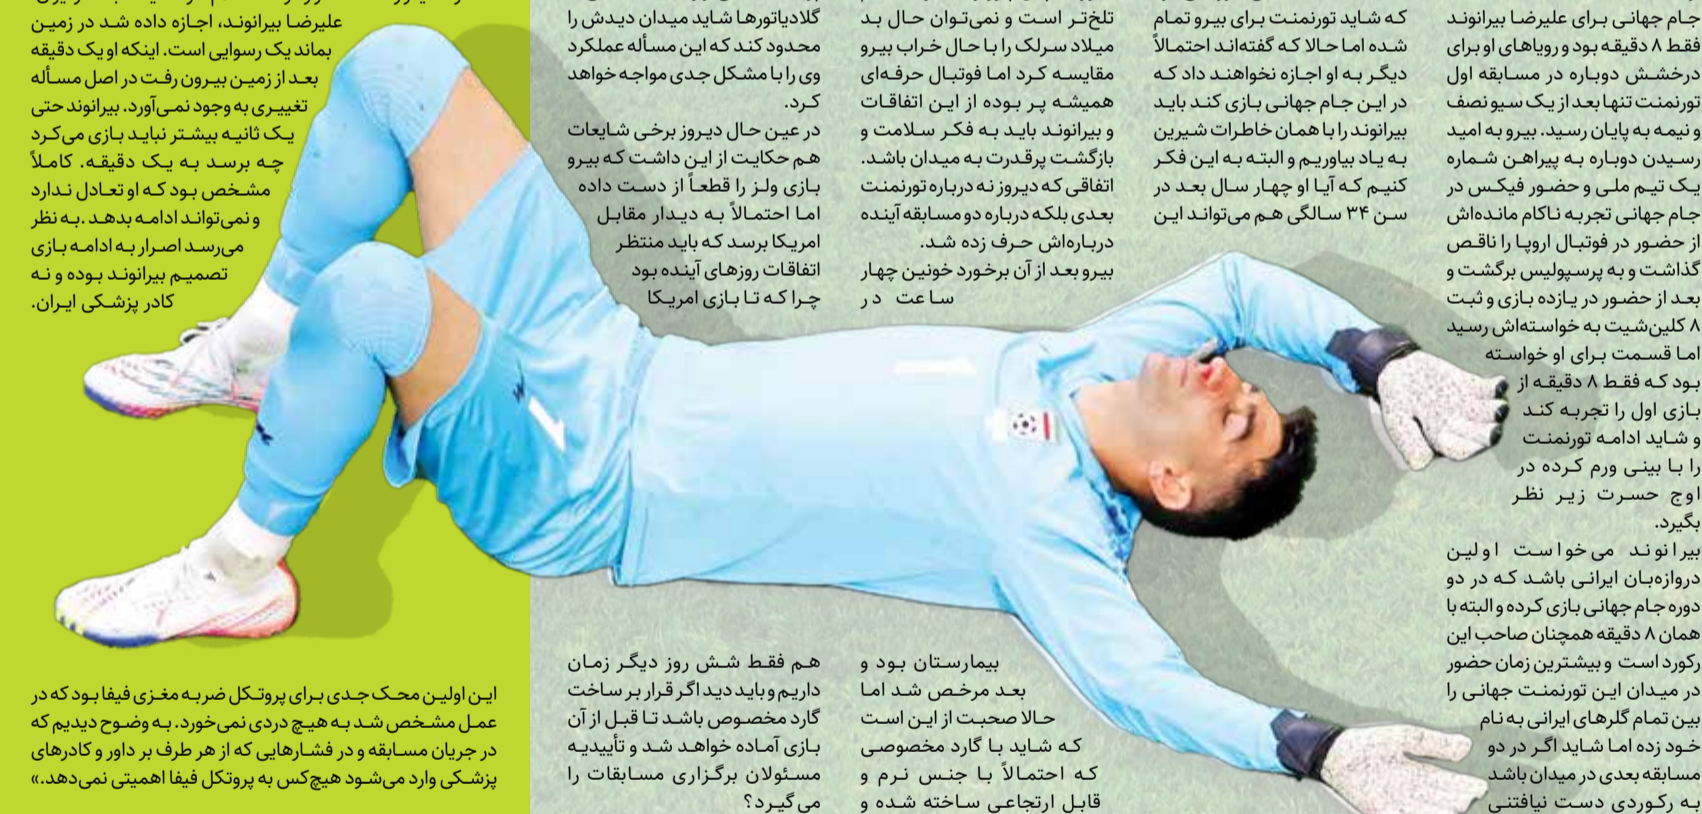 جام جهانی برای علیرضا بیرانوند
فقط ۸ دقیقه بود و رویاهای او برای
درخشش دوباره در مسابقه اول
تورنمنت تنها بعد از یک سیو نصف
و نیمه به پایان رسید. بیرو به امید
رسیدن دوباره به پیراهن شماره
یک تیم ملی و حضور فیکس در
جام جهانی تجربه ناکام مانده‌اش
از حضور در فوتبال اروپا را ناقص
گذاشت و به پرسپولیس برگشت و
بعد از حضور در یازده بازی و ثبت
۸ کلین‌شیت به خواسته‌اش رسید
اما قسمت برای او خواسته
بود که فقط ۸ دقیقه از
بازی اول را تجربه کند
و شاید ادامه تورنمنت
را با بینی ورم کرده در
اوج حسرت زیر نظر
بگیرد.
بیرانوند می‌خواست اولین
دروازه‌بان ایرانی باشد که در دو
دوره جام جهانی بازی کرده و البته با
همان ۸ دقیقه همچنان صاحب این
رکورد است و بیشترین زمان حضور
در میدان این تورنمنت جهانی را
بین تمام گلرهای ایرانی به نام
خود زده اما شاید اگر در دو
مسابقه بعدی در میدان باشد
به رکوردی دست نیافتنی
که شاید تورنمنت برای بیرو تمام
شده اما حالا که گفته‌اند احتمالاً
دیگر به او اجازه نخواهند داد که
در این جام جهانی بازی کند باید
بیرانوند را با همان خاطرات شیرین
به یاد بیاوریم و البته به این فکر
کنیم که آیا او چهار سال بعد در
سن ۳۴ سالگی هم می‌تواند این
تلخ‌تر است و نمی‌توان حال بد
میلاد سرلک را با حال خراب بیرو
مقایسه کرد اما فوتبال حرفه‌ای
همیشه پر بوده از این اتفاقات
و بیرانوند باید به فکر سلامت و
بازگشت پرقدرت به میدان باشد.
اتفاقی که دیروز نه درباره تورنمنت
بعدی بلکه درباره دو مسابقه آینده
درباره‌اش حرف زده شد.
بیرو بعد از آن برخورد خونین چهار
ساعت در
بیمارستان بود و
بعد مرخص شد اما
حالا صحبت از این است
که شاید با گارد مخصوصی
که احتمالاً با جنس نرم و
قابل ارتجاعی ساخته شده و
گلادیاتورها شاید میدان دیدش را
محدود کند که این مسأله عملکرد
وی را با مشکل جدی مواجه خواهد
کرد.
در عین حال دیروز برخی شایعات
هم حکایت از این داشت که بیرو
بازی ولز را قطعاً از دست داده
اما احتمالاً به دیدار مقابل
امریکا برسد که باید منتظر
اتفاقات روزهای آینده بود
چرا که تا بازی امریکا
هم فقط شش روز دیگر زمان
داریم و باید دید اگر قرار بر ساخت
گارد مخصوص باشد تا قبل از آن
بازی آماده خواهد شد و تأییدیه
مسئولان برگزاری مسابقات را
می‌گیرد؟
علیرضا بیرانوند، اجازه داده شد در زمین
بماند یک رسوایی است. اینکه او یک دقیقه
بعد از زمین بیرون رفت در اصل مسأله
تغییری به وجود نمی‌آورد. بیرانوند حتی
یک ثانیه بیشتر نباید بازی می‌کرد
چه برسد به یک دقیقه. کاملاً
مشخص بود که او تعادل ندارد
و نمی‌تواند ادامه بدهد. به نظر
می‌رسد اصرار به ادامه بازی
تصمیم بیرانوند بوده و نه
کادر پزشکی ایران.
این اولین محک جدی برای پروتکل ضربه مغزی فیفا بود که در
عمل مشخص شد به هیچ دردی نمی‌خورد. به وضوح دیدیم که
در جریان مسابقه و در فشارهایی که از هر طرف بر داور و کادرهای
پزشکی وارد می‌شود هیچ‌کس به پروتکل فیفا اهمیتی نمی‌دهد.»
1
1